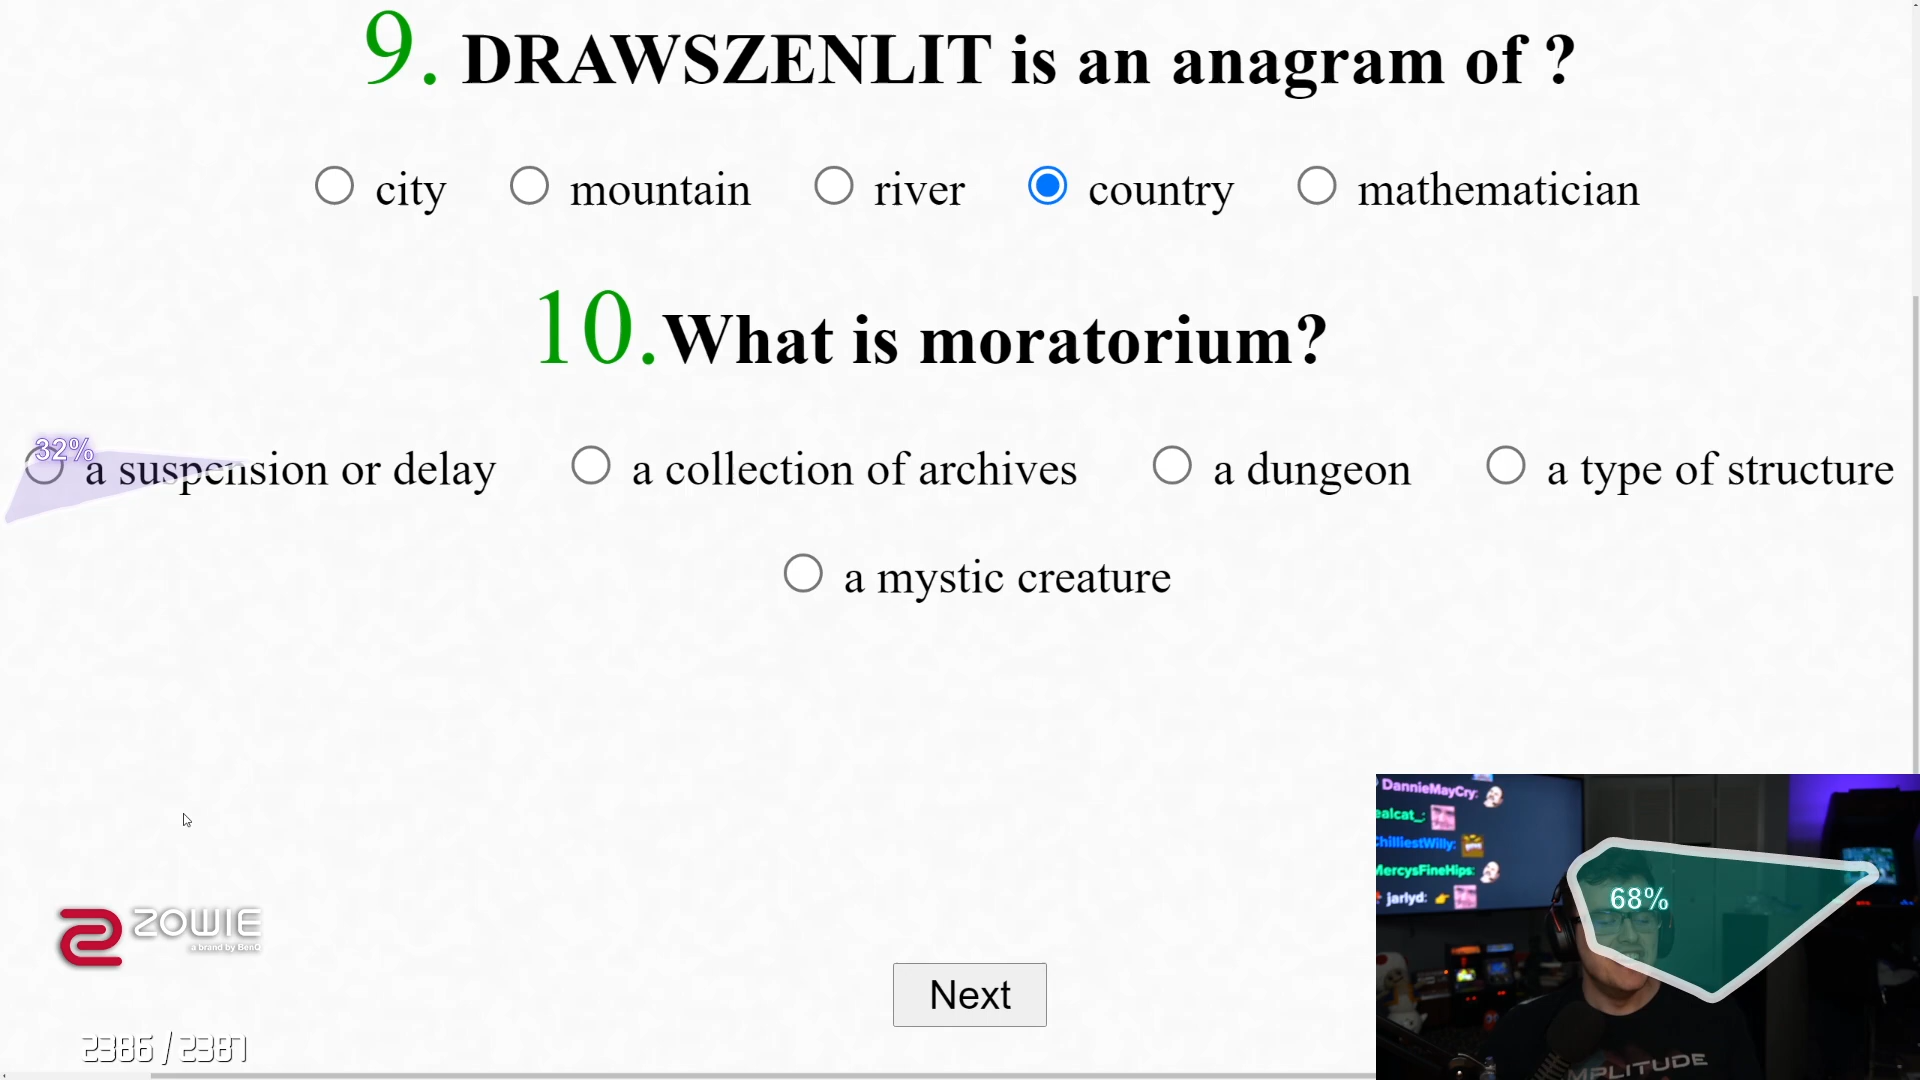 9. DRAWSZENLIT is an anagram of ?
city mountain river country mathematician
10.What is moratorium?
32%
a suspension or delay a collection of archives a dungeon a type of structure
a mystic creature
DannieMayCry:
ealcat_:
ChilliestWilly:
MercysFineHips:
jarlyd:
68%
ZOWIE
a brand by BenQ
Next
2386 / 2387
MPLITUDE